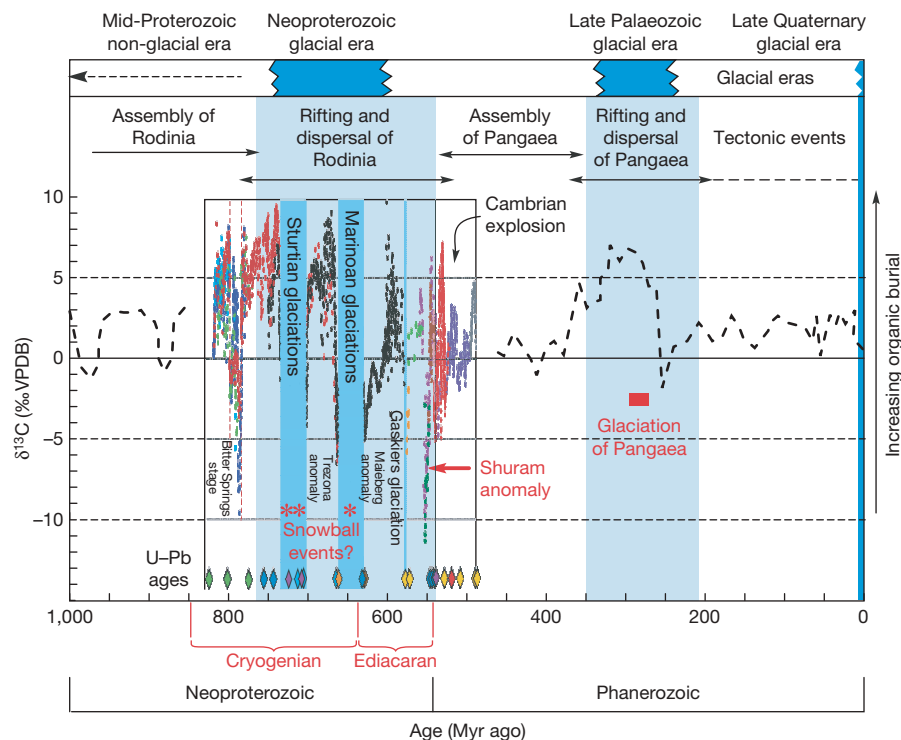 Mid-Proterozoic
non-glacial era
Neoproterozoic
glacial era
Late Palaeozoic
glacial era
Late Quaternary
glacial era
Glacial eras
Assembly of
Rodinia
Rifting and
dispersal of
Rodinia
Assembly
of Pangaea
Rifting and
dispersal
of Pangaea
Tectonic events
10
5
0
−5
−10
δ13C (‰ VPDB)
Sturtian glaciations
Marinoan glaciations
Cambrian
explosion
Increasing organic burial
Bitter Springs
stage
Trezona
anomaly
Maieberg
anomaly
Gaskiers glaciation
Shuram
anomaly
Glaciation
of Pangaea
** *
Snowball
events?
U–Pb
ages
1,000
800
600
400
200
0
Cryogenian
Ediacaran
Neoproterozoic
Phanerozoic
Age (Myr ago)